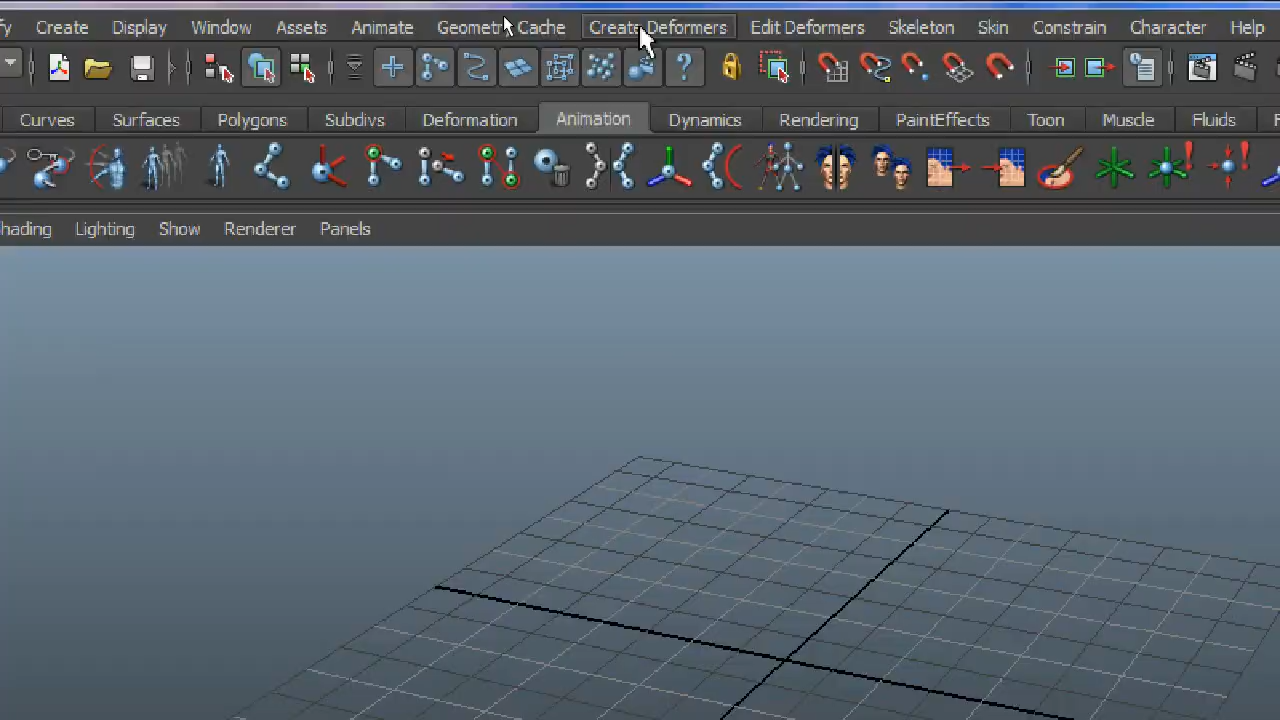 fy Create Display Window Assets Animate Geometry Cache Create Deformers Edit Deformers Skeleton Skin Constrain Character Help
?
Curves Surfaces Polygons Subdivs Deformation Animation Dynamics Rendering PaintEffects Toon Muscle Fluids F
hading Lighting Show Renderer Panels